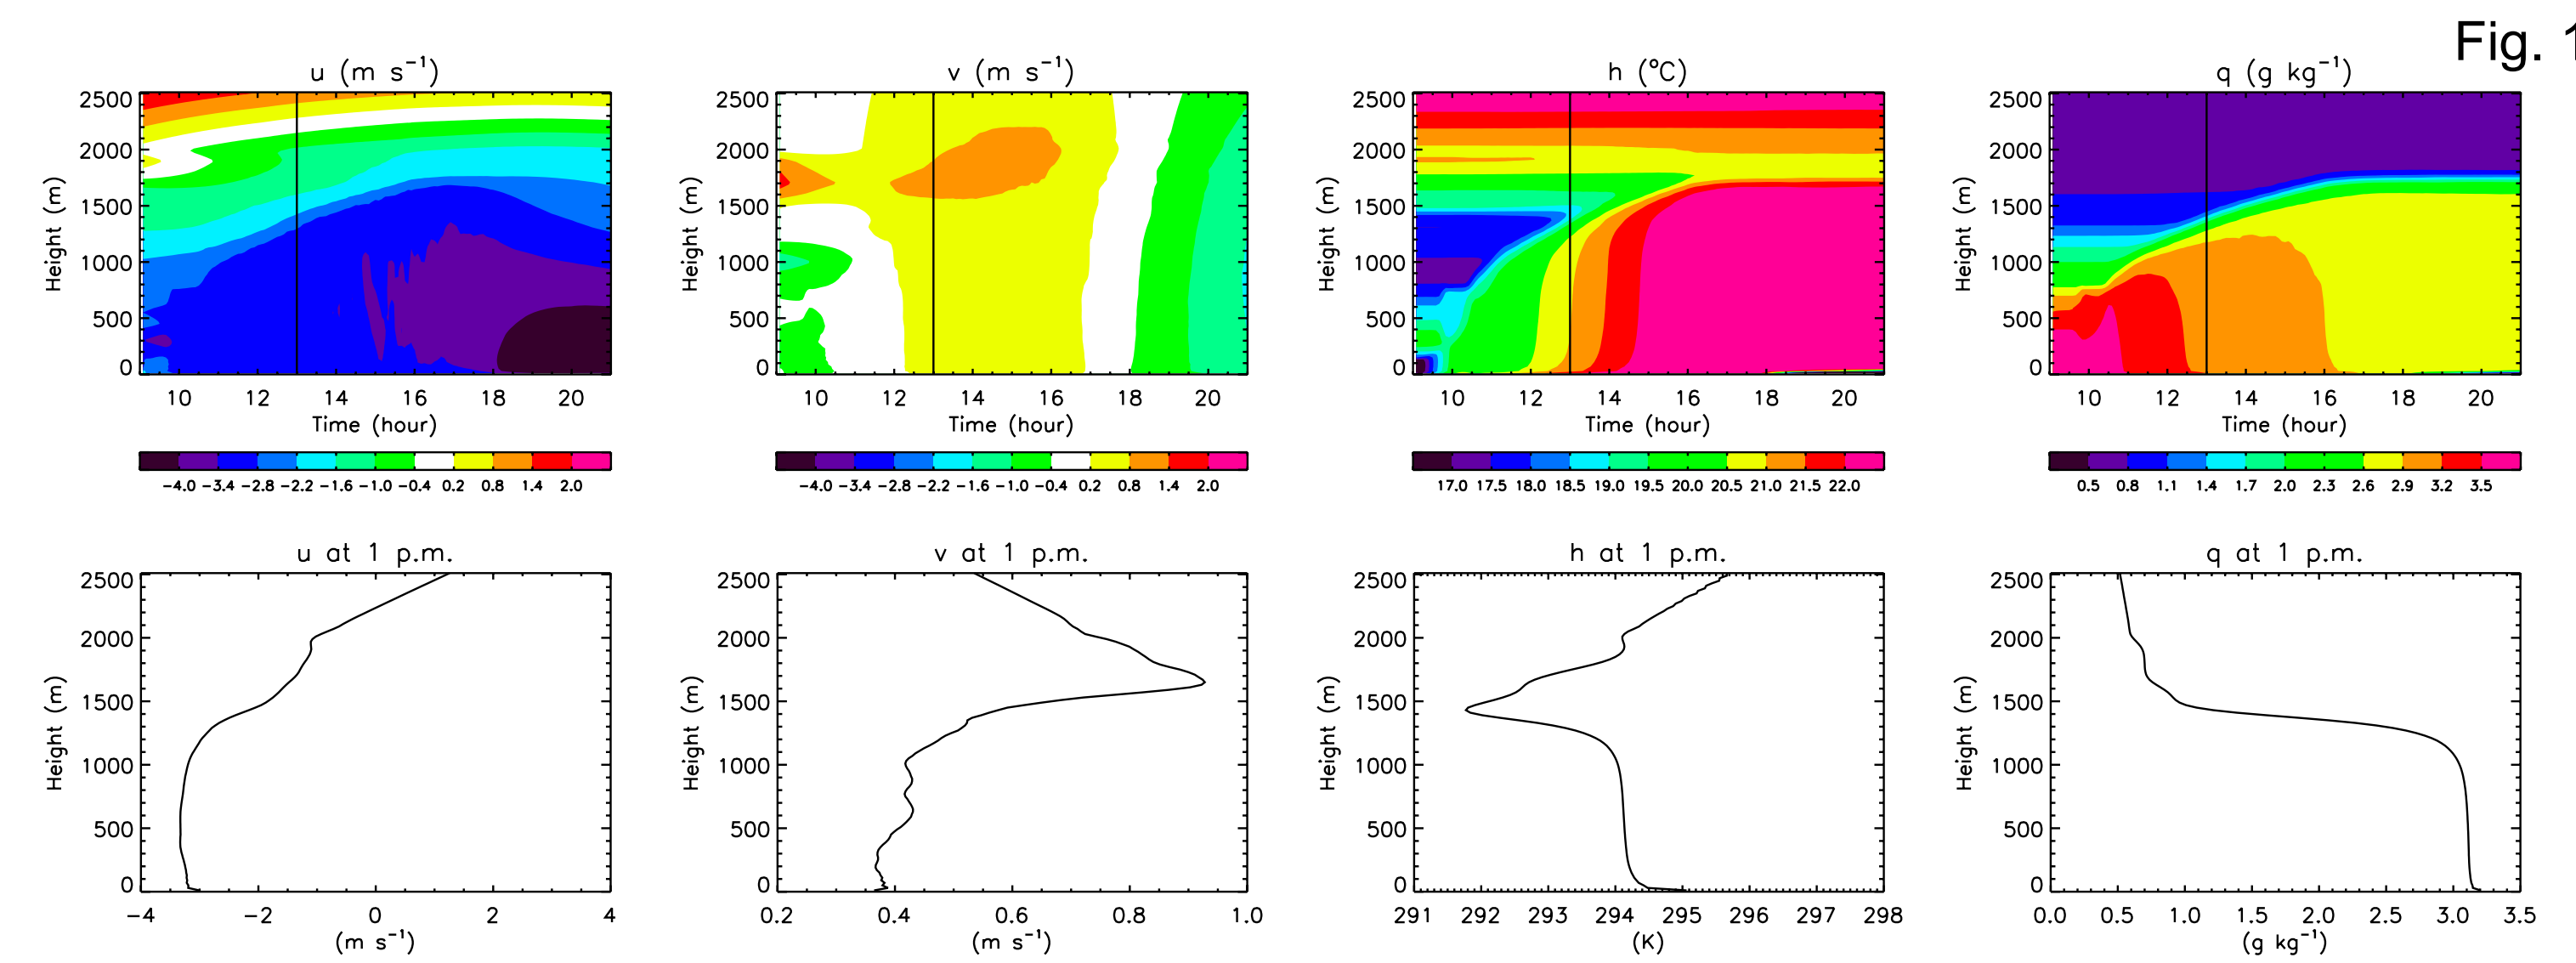 Fig. 1
u (m s⁻¹)
2500
2000
1500
1000
500
0
Height (m)
10 12 14 16 18 20
Time (hour)
-4.0 -3.4 -2.8 -2.2 -1.6 -1.0 -0.4 0.2 0.8 1.4 2.0
v (m s⁻¹)
2500
2000
1500
1000
500
0
Height (m)
10 12 14 16 18 20
Time (hour)
-4.0 -3.4 -2.8 -2.2 -1.6 -1.0 -0.4 0.2 0.8 1.4 2.0
h (°C)
2500
2000
1500
1000
500
0
Height (m)
10 12 14 16 18 20
Time (hour)
17.0 17.5 18.0 18.5 19.0 19.5 20.0 20.5 21.0 21.5 22.0
q (g kg⁻¹)
2500
2000
1500
1000
500
0
Height (m)
10 12 14 16 18 20
Time (hour)
0.5 0.8 1.1 1.4 1.7 2.0 2.3 2.6 2.9 3.2 3.5
u at 1 p.m.
2500
2000
1500
1000
500
0
Height (m)
-4 -2 0 2 4
(m s⁻¹)
v at 1 p.m.
2500
2000
1500
1000
500
0
Height (m)
0.2 0.4 0.6 0.8 1.0
(m s⁻¹)
h at 1 p.m.
2500
2000
1500
1000
500
0
Height (m)
291 292 293 294 295 296 297 298
(K)
q at 1 p.m.
2500
2000
1500
1000
500
0
Height (m)
0.0 0.5 1.0 1.5 2.0 2.5 3.0 3.5
(g kg⁻¹)